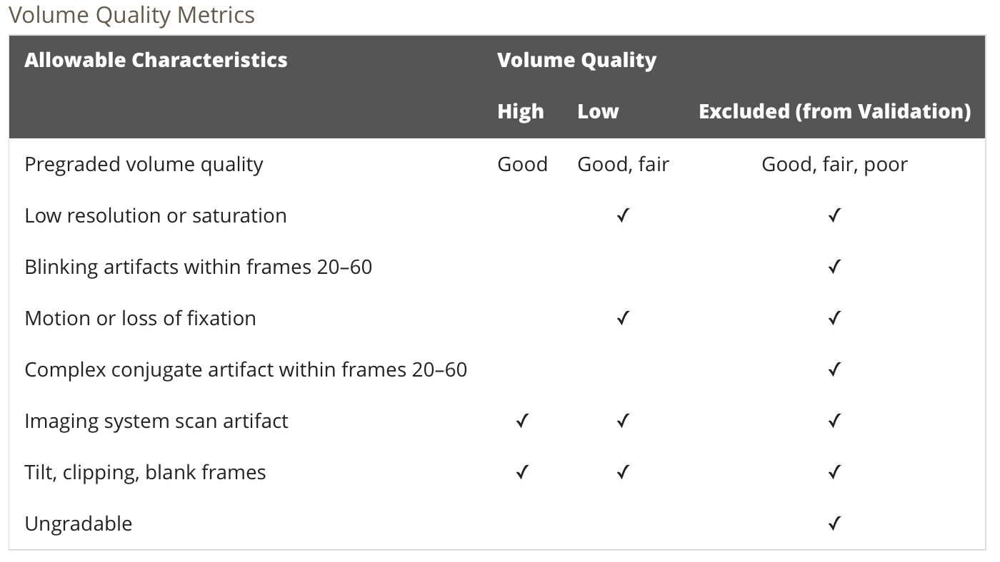 Volume Quality Metrics
Allowable Characteristics Volume Quality
High Low Excluded (from Validation)
Pregraded volume quality Good Good, fair Good, fair, poor
Low resolution or saturation ✓ ✓
Blinking artifacts within frames 20–60 ✓
Motion or loss of fixation ✓ ✓
Complex conjugate artifact within frames 20–60 ✓
Imaging system scan artifact ✓ ✓ ✓
Tilt, clipping, blank frames ✓ ✓ ✓
Ungradable ✓